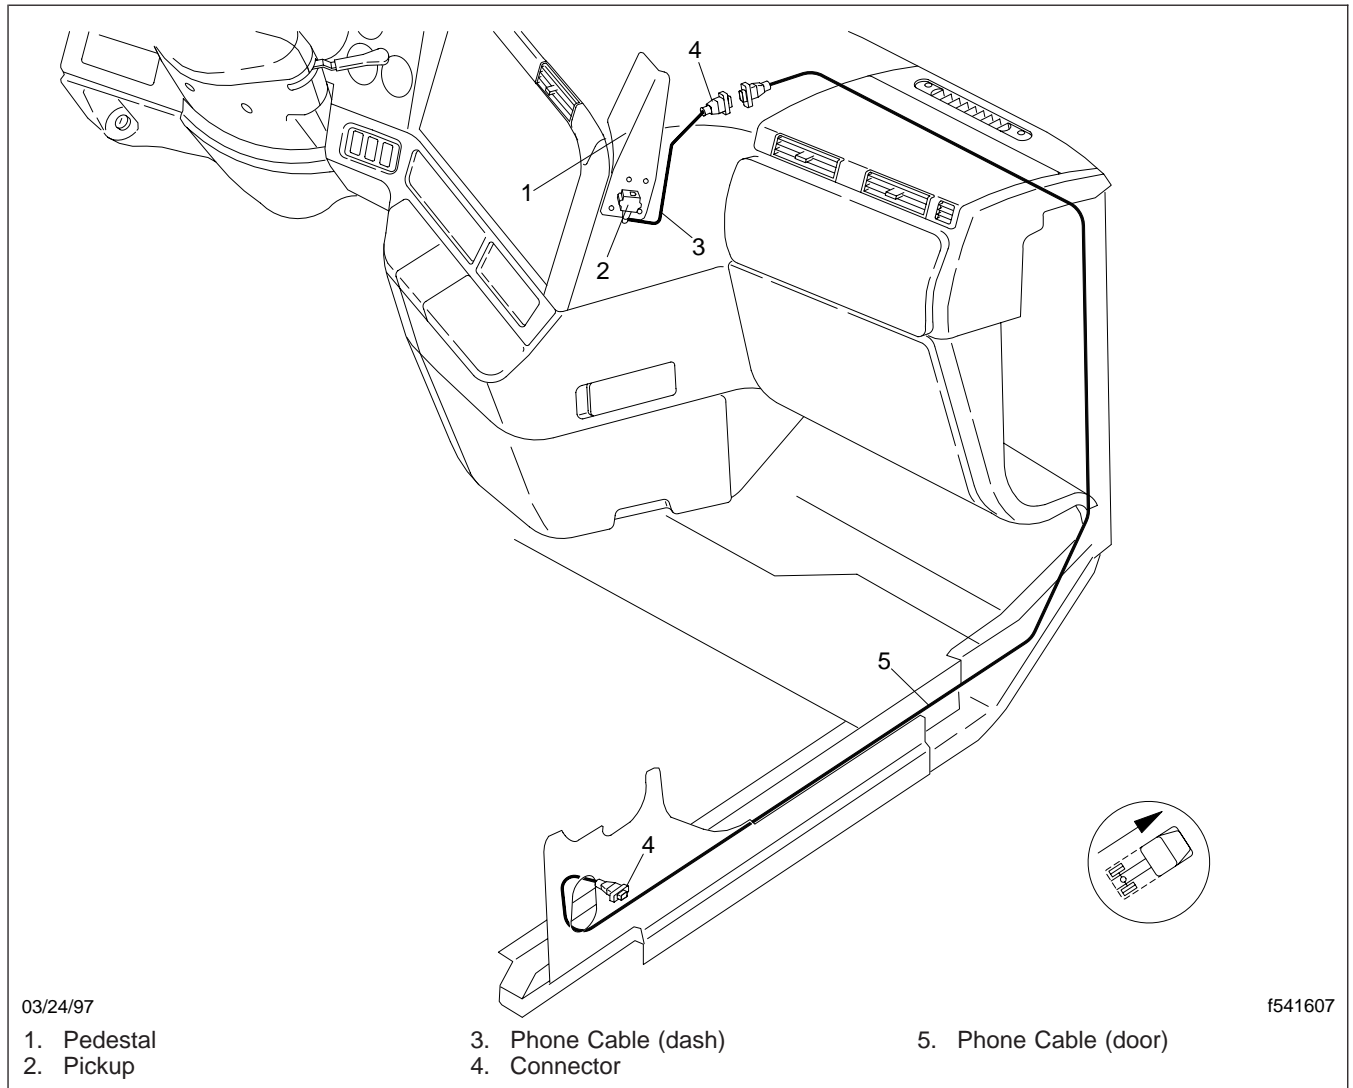 4
1
3
2
5
4
03/24/97
f541607
1. Pedestal
2. Pickup
3. Phone Cable (dash)
4. Connector
5. Phone Cable (door)